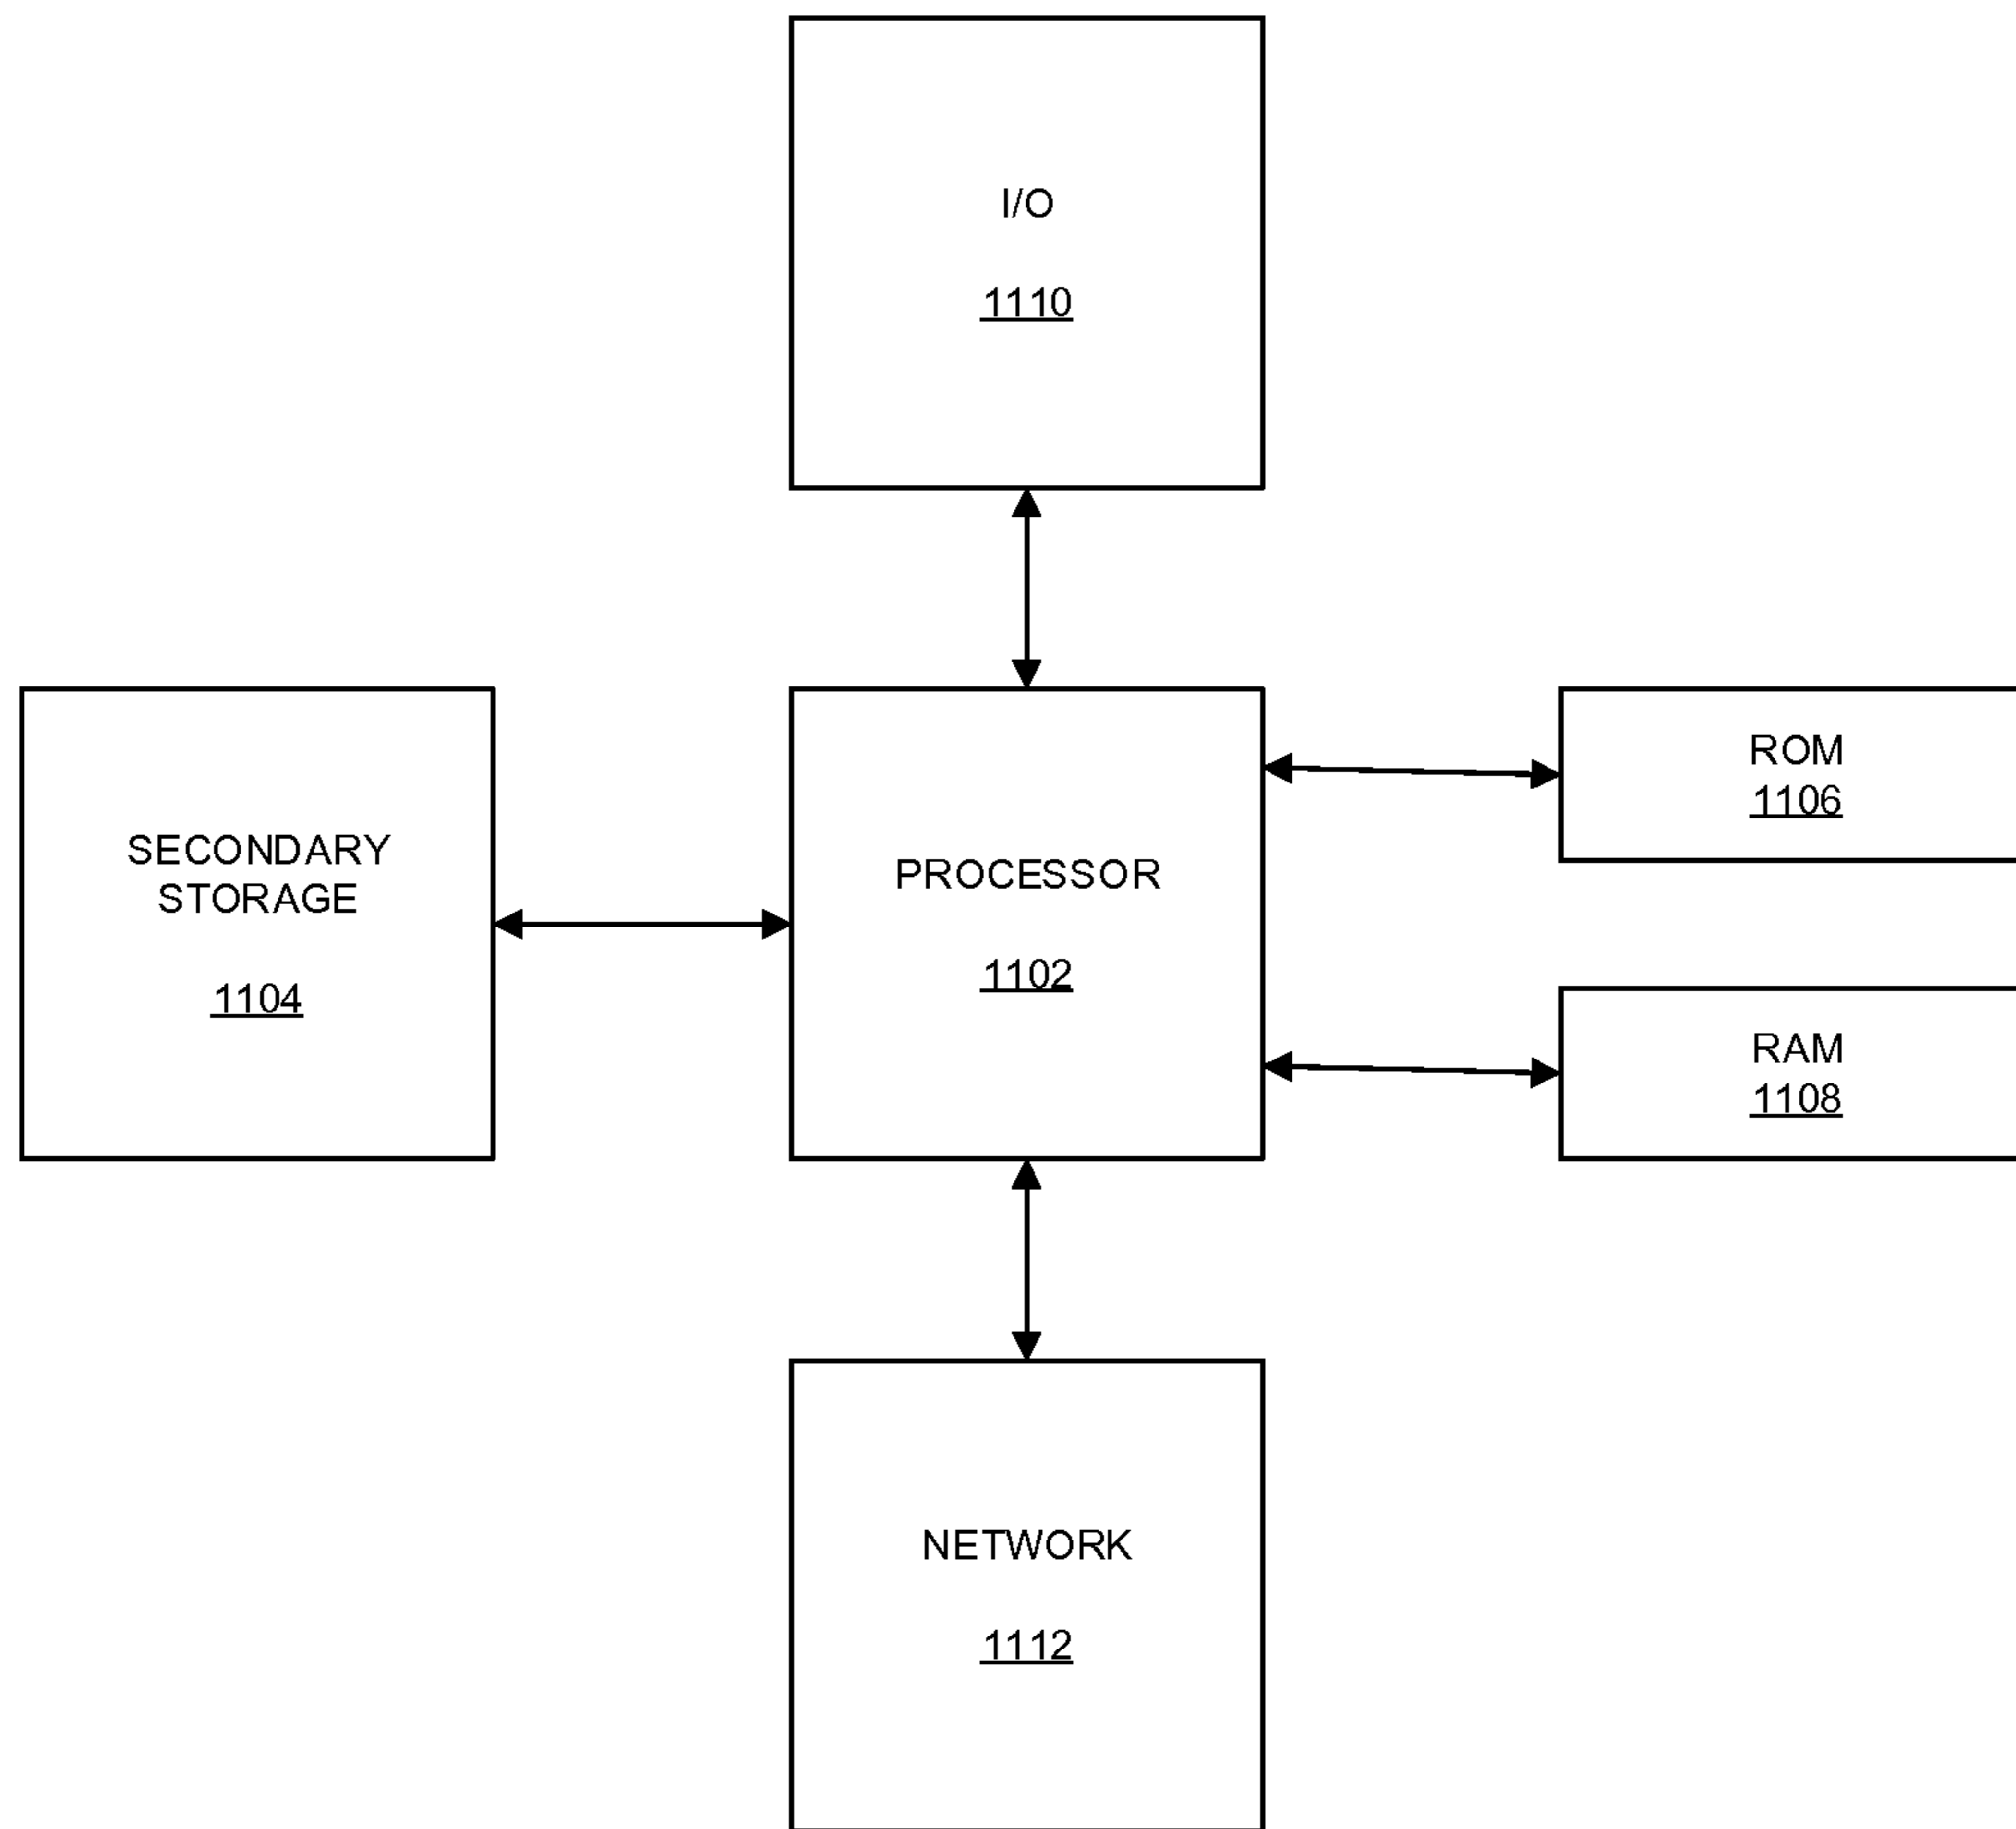 I/O
1110
SECONDARY
STORAGE
1104
PROCESSOR
1102
ROM
1106
RAM
1108
NETWORK
1112